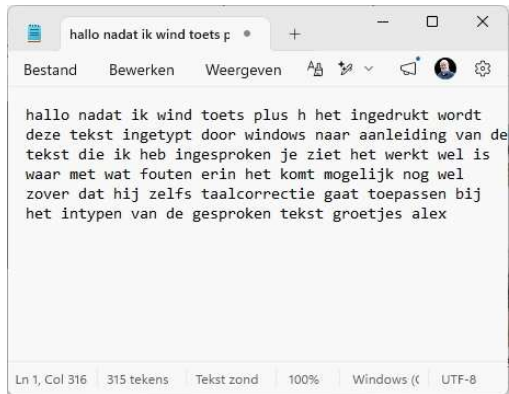 hallo nadat ik wind toets p
Bestand Bewerken Weergeven
hallo nadat ik wind toets plus h het ingedrukt wordt
deze tekst ingetypt door windows naar aanleiding van de
tekst die ik heb ingesproken je ziet het werkt wel is
waar met wat fouten erin het komt mogelijk nog wel
zover dat hij zelfs taalcorrectie gaat toepassen bij
het intypen van de gesproken tekst groetjes alex
Ln 1, Col 316 315 tekens Tekst zond 100% Windows (C UTF-8